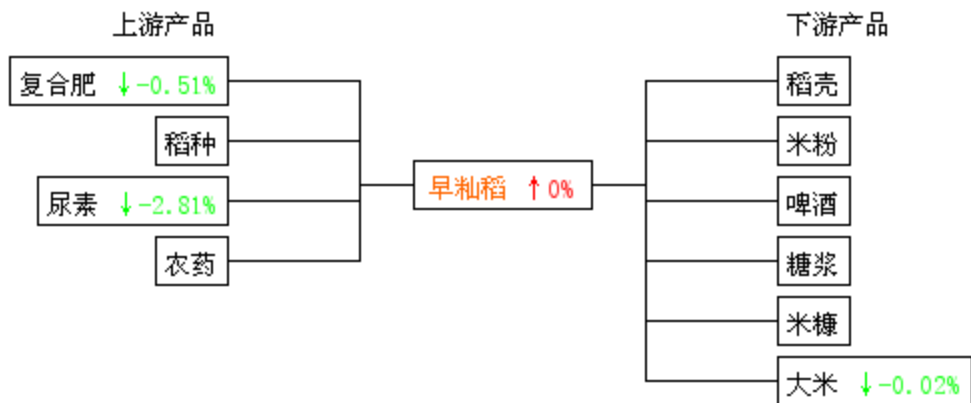 上游产品
下游产品
复合肥 ↓-0.51%
稻种
尿素 ↓-2.81%
农药
早籼稻 ↑0%
稻壳
米粉
啤酒
糖浆
米糠
大米 ↓-0.02%